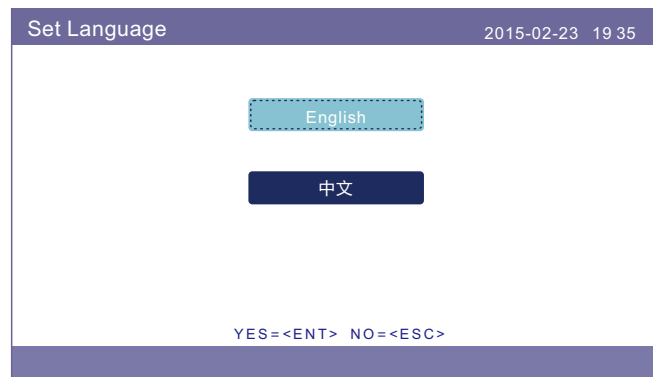 Set Language
2015-02-23 19 35
English
中文
YES=<ENT> NO=<ESC>